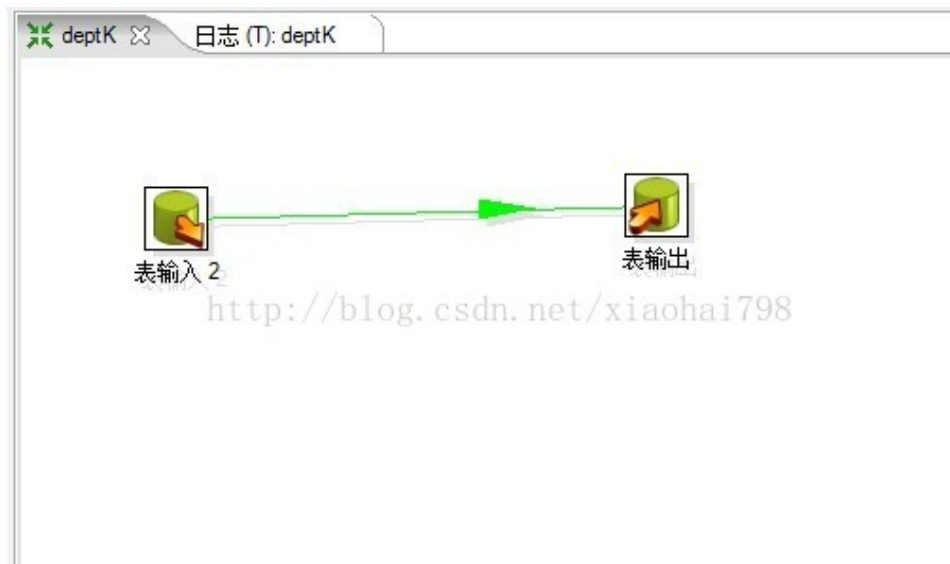 deptK
日志 (T): deptK
表输入 2
表输出
http://blog.csdn.net/xiaohai798